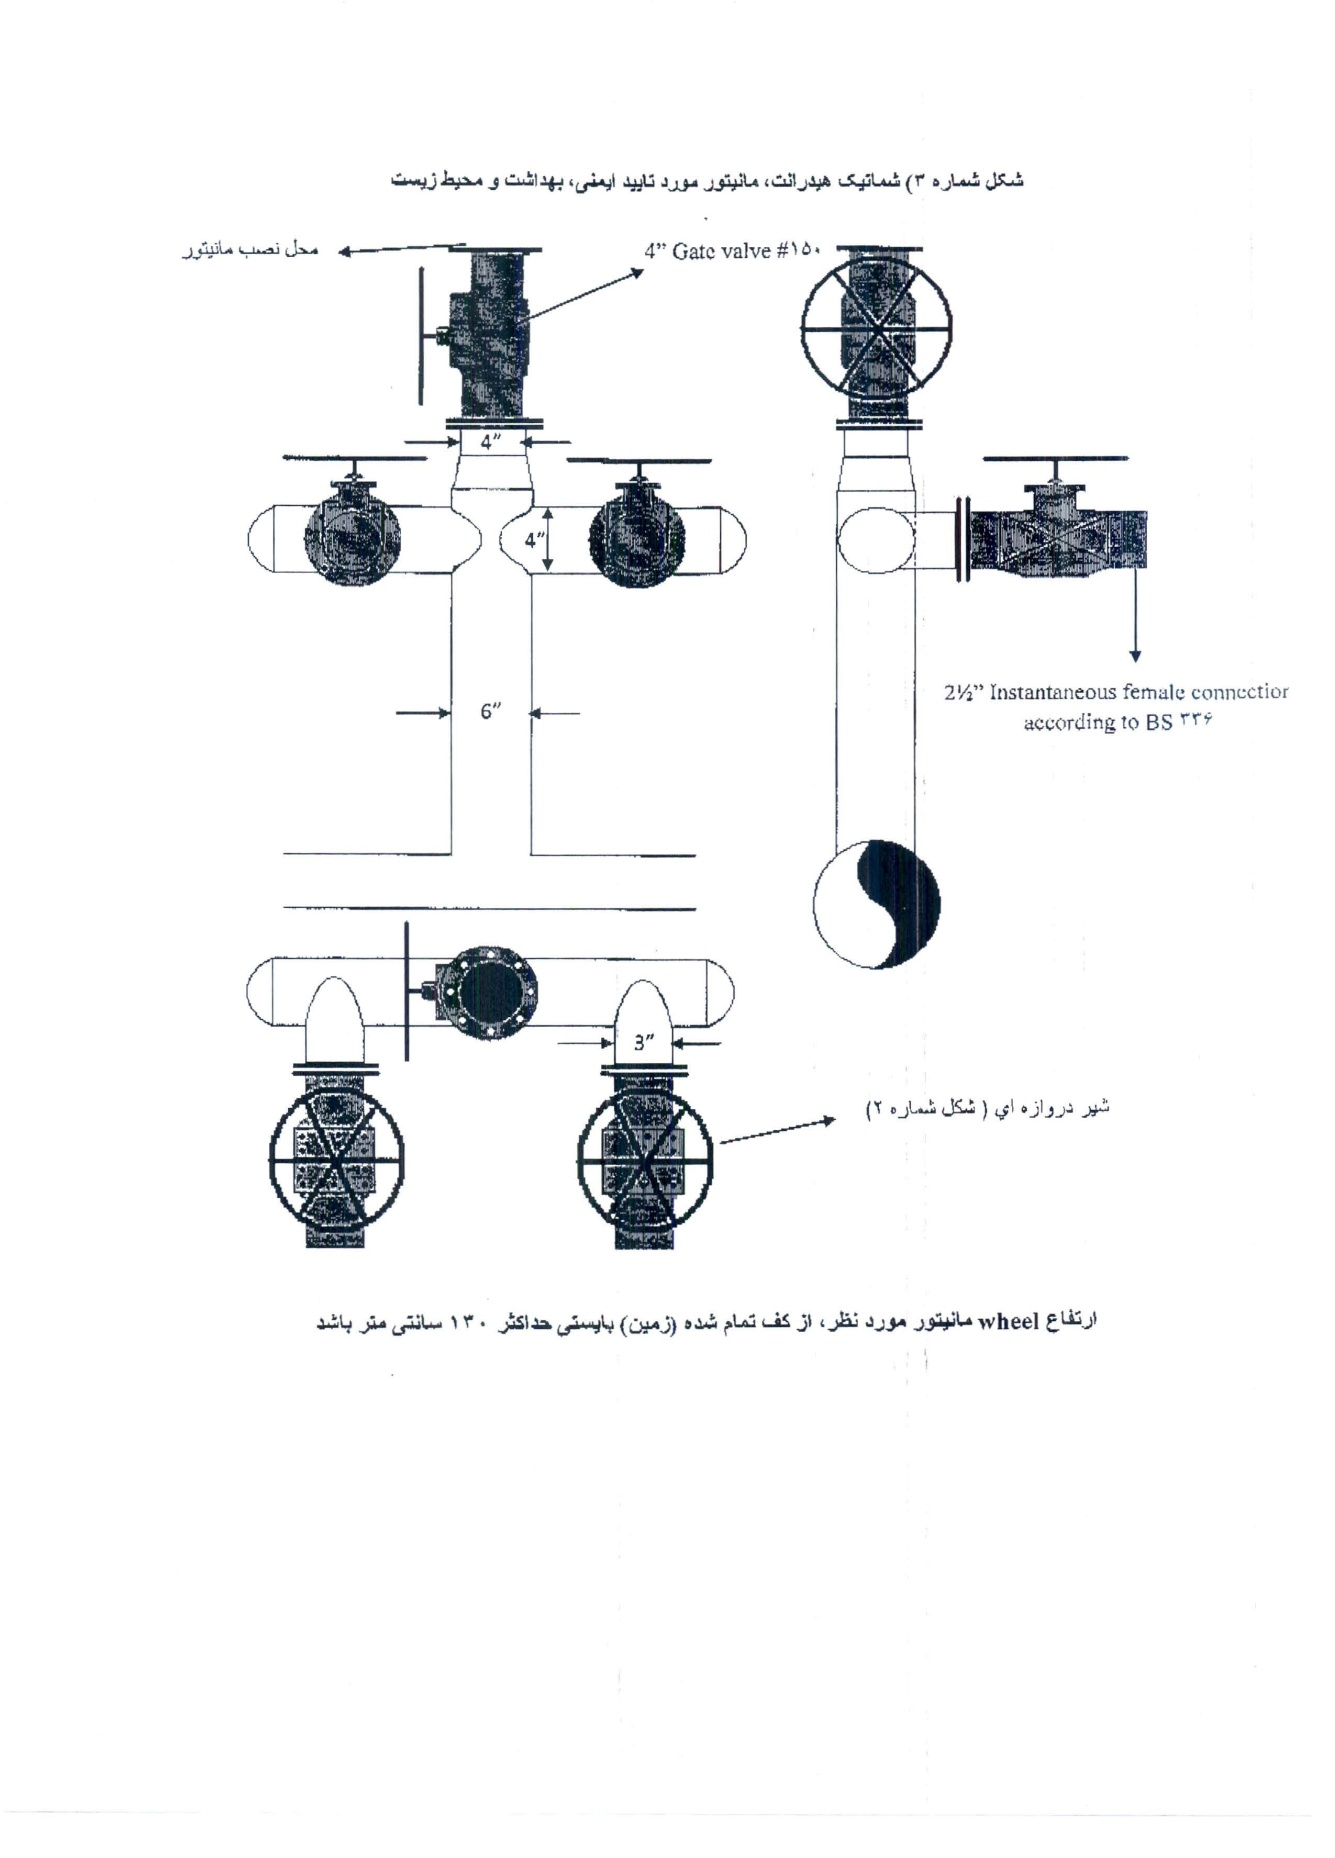 شکل شماره ۳) شماتیک هیدرانت، مانیتور مورد تایید ایمنی، بهداشت و محیط زیست
محل نصب مانیتور
4” Gate valve #۱۵۰
4”
4”
6”
2½” Instantaneous female connection
according to BS ۳۳۶
3”
شیر دروازه اي ( شکل شماره ۲)
ارتفاع wheel مانیتور مورد نظر، از کف تمام شده (زمین) بایستی حداکثر ۱۳۰ سانتی متر باشد